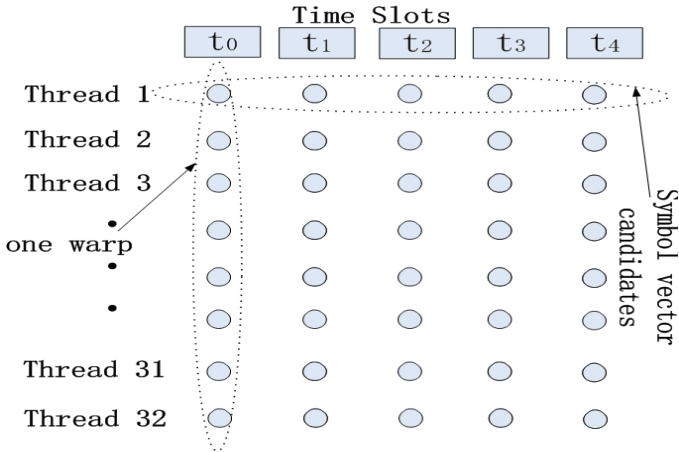 Time Slots
t0 t1 t2 t3 t4
Thread 1
Thread 2
Thread 3
one warp
Thread 31
Thread 32
Symbol vector
candidates